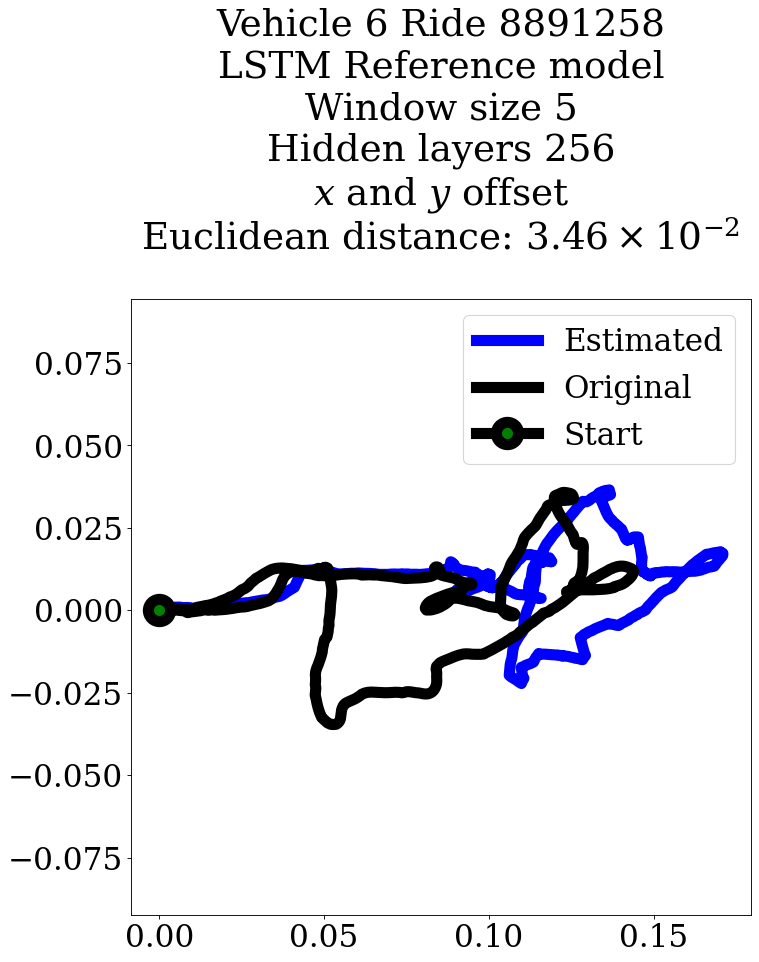 Vehicle 6 Ride 8891258
LSTM Reference model
Window size 5
Hidden layers 256
x and y offset
Euclidean distance: 3.46 × 10⁻²
Estimated
Original
Start
0.075
0.050
0.025
0.000
−0.025
−0.050
−0.075
0.00 0.05 0.10 0.15